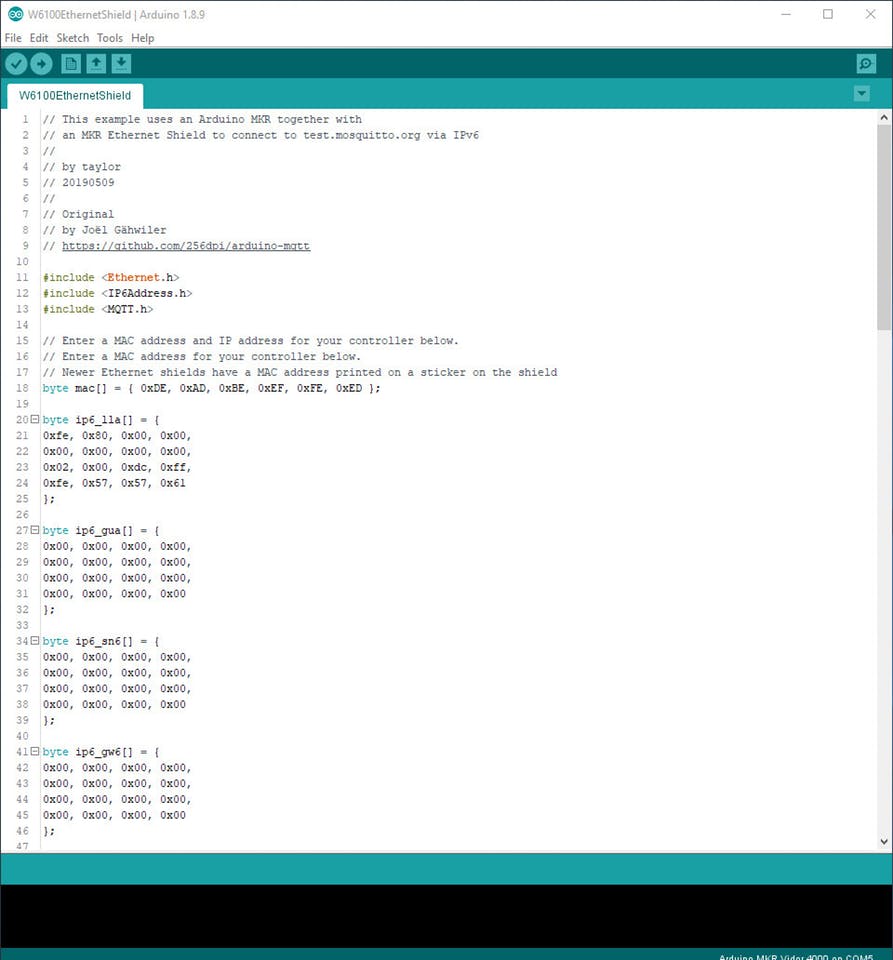 W6100EthernetShield | Arduino 1.8.9
File Edit Sketch Tools Help
W6100EthernetShield
1 // This example uses an Arduino MKR together with
2 // an MKR Ethernet Shield to connect to test.mosquitto.org via IPv6
3 //
4 // by taylor
5 // 20190509
6 //
7 // Original
8 // by Joël Gähwiler
9 // https://github.com/256dpi/arduino-mqtt
10
11 #include <Ethernet.h>
12 #include <IP6Address.h>
13 #include <MQTT.h>
14
15 // Enter a MAC address and IP address for your controller below.
16 // Enter a MAC address for your controller below.
17 // Newer Ethernet shields have a MAC address printed on a sticker on the shield
18 byte mac[] = { 0xDE, 0xAD, 0xBE, 0xEF, 0xFE, 0xED };
19
20 byte ip6_lla[] = {
21 0xfe, 0x80, 0x00, 0x00,
22 0x00, 0x00, 0x00, 0x00,
23 0x02, 0x00, 0xdc, 0xff,
24 0xfe, 0x57, 0x57, 0x61
25 };
26
27 byte ip6_gua[] = {
28 0x00, 0x00, 0x00, 0x00,
29 0x00, 0x00, 0x00, 0x00,
30 0x00, 0x00, 0x00, 0x00,
31 0x00, 0x00, 0x00, 0x00
32 };
33
34 byte ip6_sn6[] = {
35 0x00, 0x00, 0x00, 0x00,
36 0x00, 0x00, 0x00, 0x00,
37 0x00, 0x00, 0x00, 0x00,
38 0x00, 0x00, 0x00, 0x00
39 };
40
41 byte ip6_gw6[] = {
42 0x00, 0x00, 0x00, 0x00,
43 0x00, 0x00, 0x00, 0x00,
44 0x00, 0x00, 0x00, 0x00,
45 0x00, 0x00, 0x00, 0x00
46 };
47
Arduino MKR Vidor 4000 on COM5